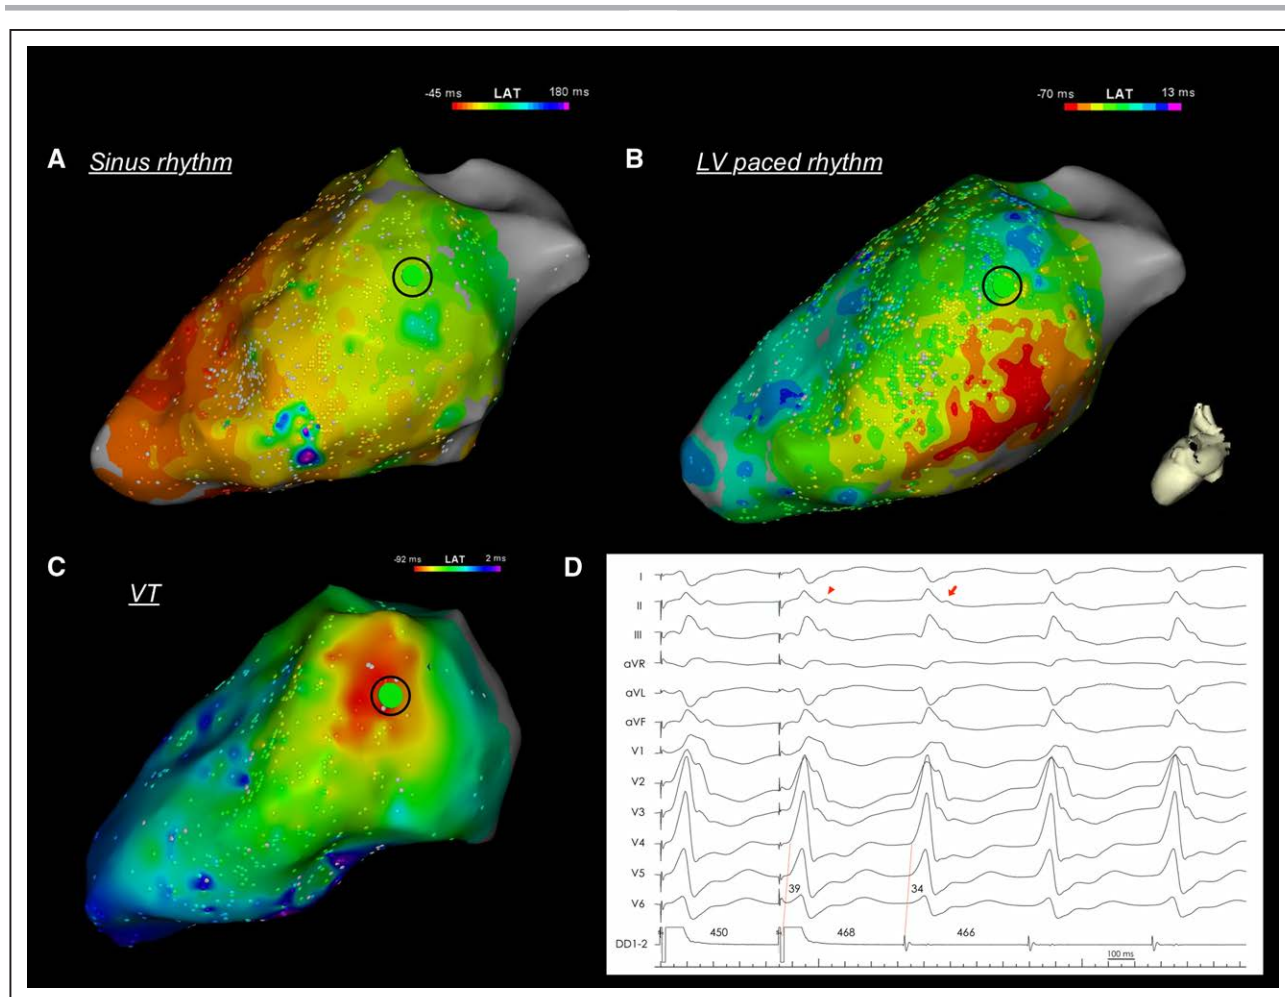 -45 ms LAT 180 ms
-70 ms LAT 13 ms
A Sinus rhythm
B LV paced rhythm
-92 ms LAT 2 ms
C
VT
D
I
II
III
aVR
aVL
aVF
V1
V2
V3
V4
V5
39 34
V6
450 468 466
DD1-2
100 ms